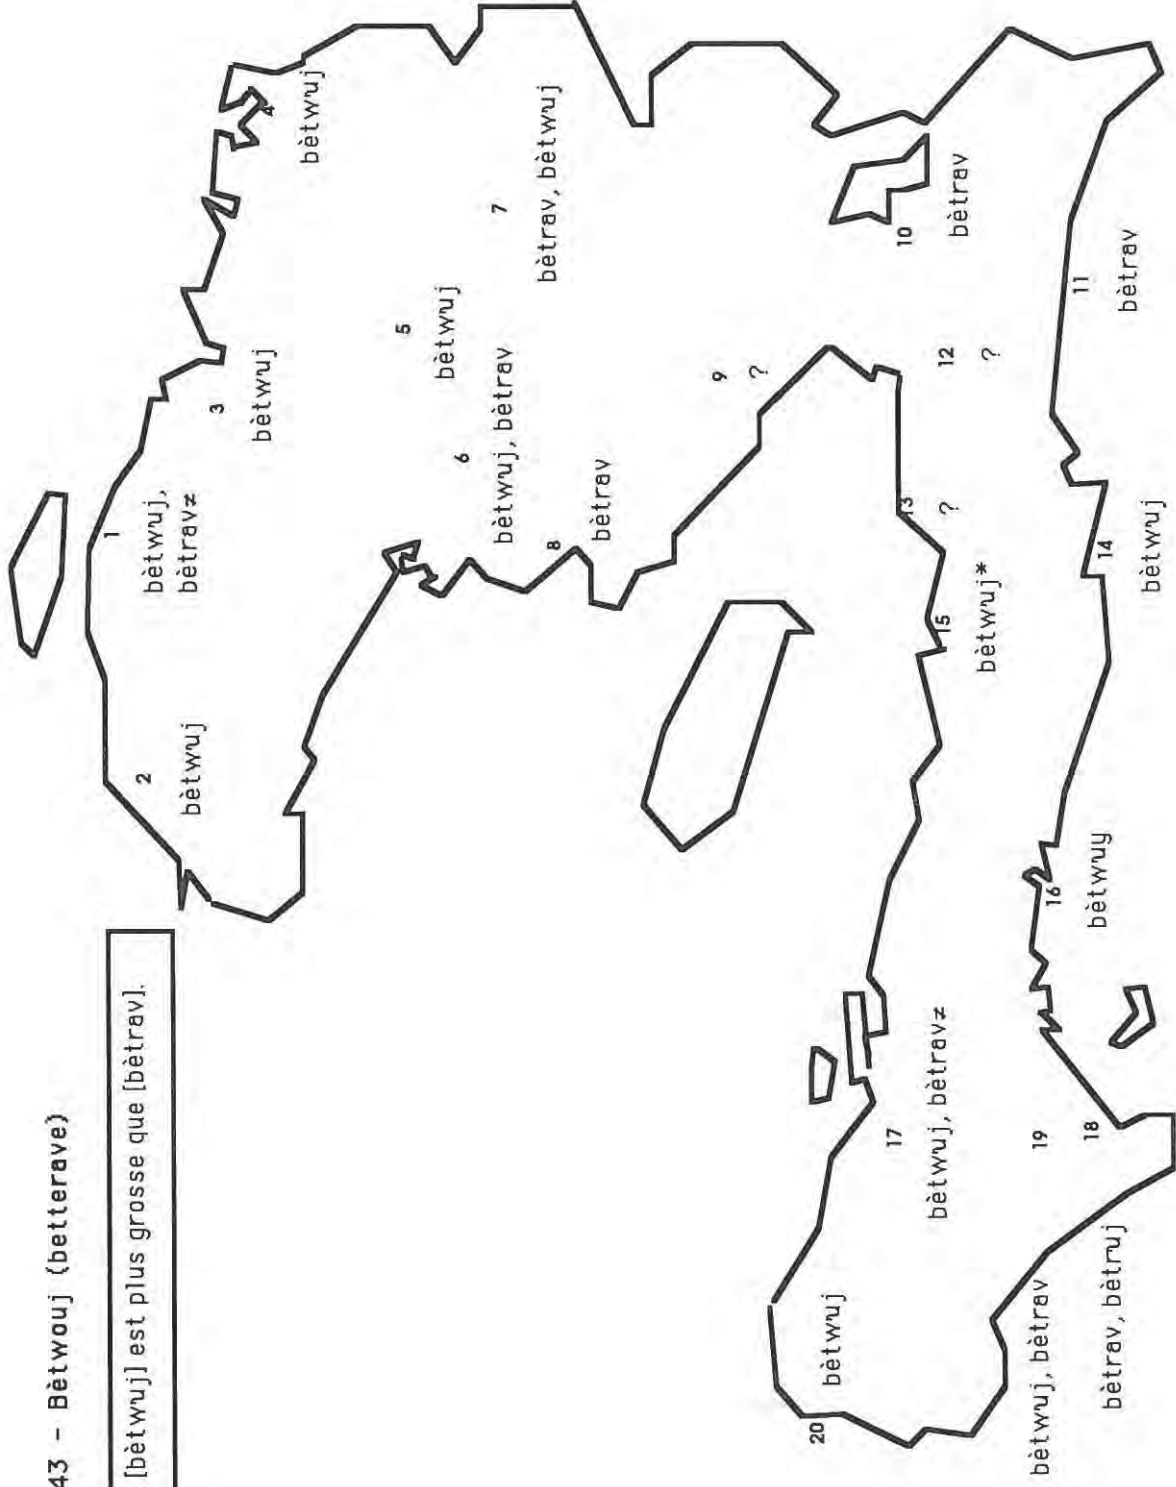 43 - Bètwouj (betterave)
[bètwuj] est plus grosse que [bètrav].
1
bètwuj,
bètrav≠
2
bètwuj
3
bètwuj
4
bètwuj
5
bètwuj
6
bètwuj, bètrav
7
bètrav, bètwuj
8
bètrav
9
?
10
bètrav
11
bètrav
12
?
13
?
14
bètwuj
15
bètwuj*
16
bètwuy
17
bètwuj, bètrav≠
18
bètrav, bètruj
19
bètwuj, bètrav
20
bètwuj